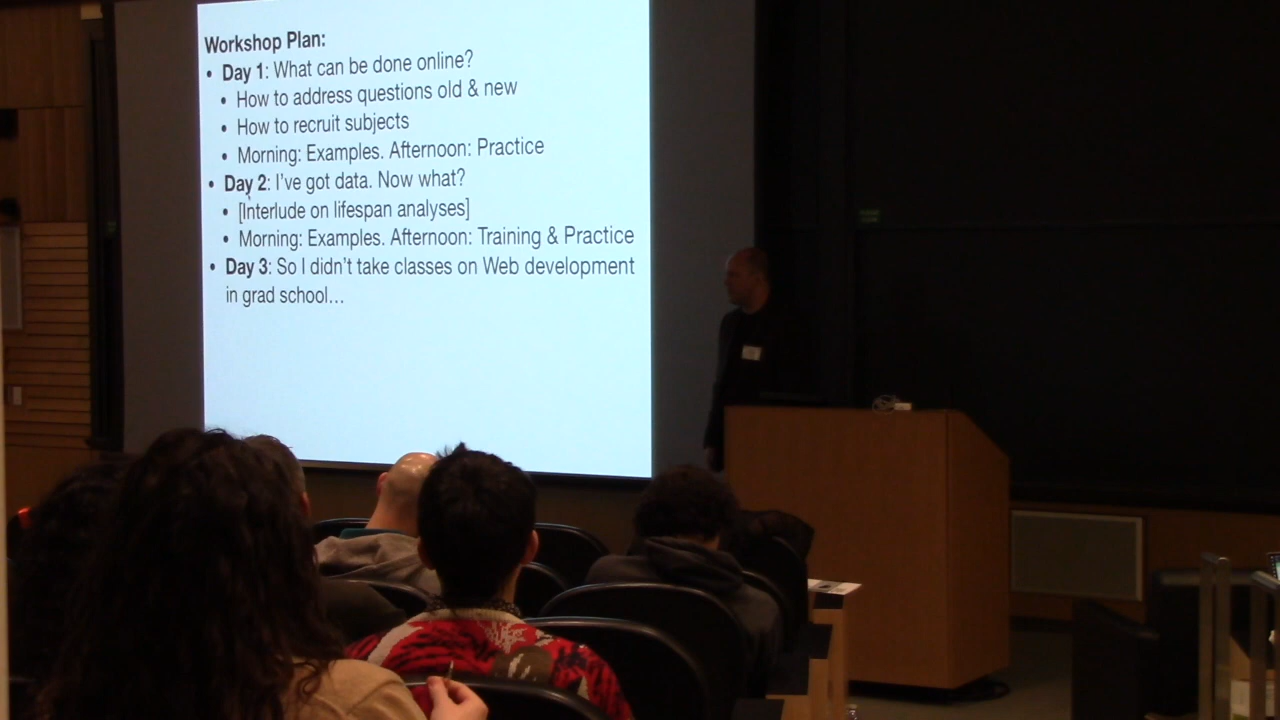 Workshop Plan:
• Day 1: What can be done online?
• How to address questions old & new
• How to recruit subjects
• Morning: Examples. Afternoon: Practice
• Day 2: I've got data. Now what?
• [Interlude on lifespan analyses]
• Morning: Examples. Afternoon: Training & Practice
• Day 3: So I didn't take classes on Web development
in grad school…